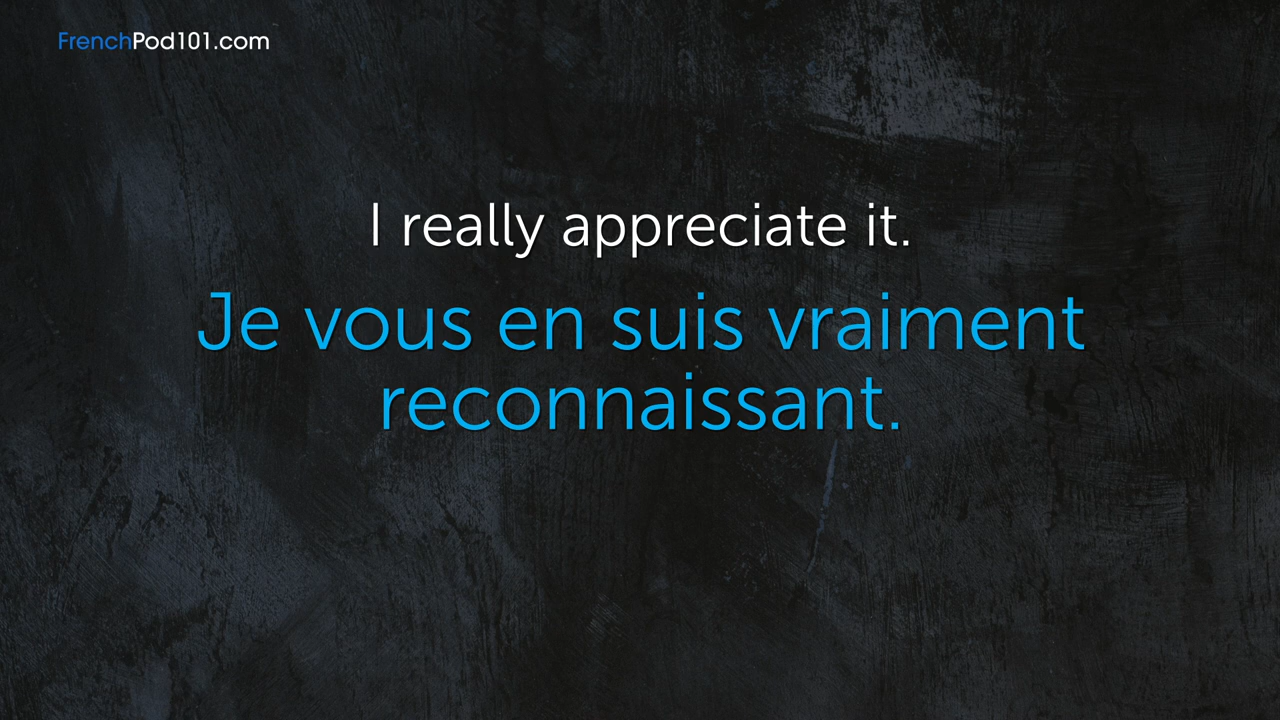 FrenchPod101.com
I really appreciate it.
Je vous en suis vraiment
reconnaissant.